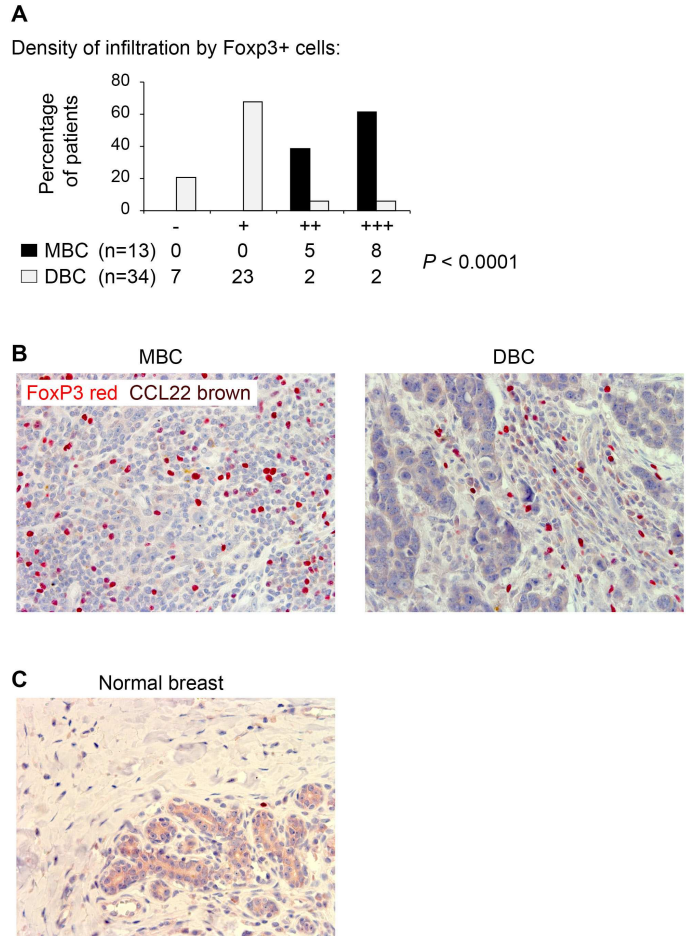 A
Density of infiltration by Foxp3+ cells:
Percentage
of patients
80
60
40
20
0
- + ++ +++
MBC (n=13) 0 0 5 8
DBC (n=34) 7 23 2 2
P < 0.0001
B
MBC DBC
FoxP3 red CCL22 brown
C
Normal breast